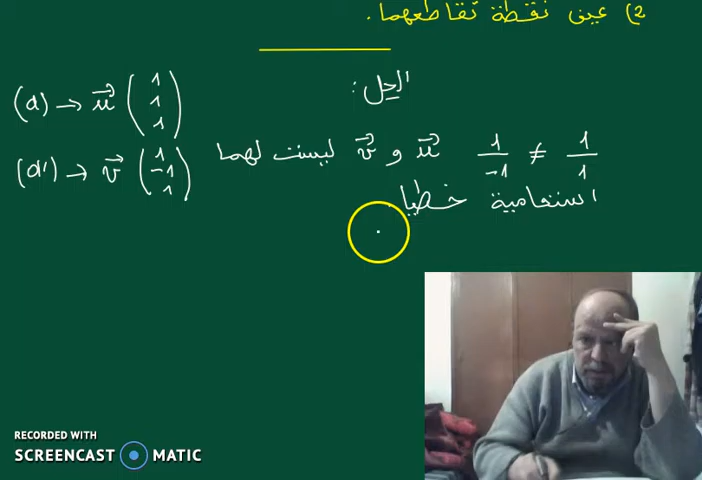 2) عين نقطة تقاطعهما.
الحل:
(d) → u⃗ (1 1 1)
(d') → v⃗ (1 -1 1)
1/1 ≠ 1/-1 u⃗ و v⃗ ليست لهما
خطيا.
RECORDED WITH
SCREENCAST MATIC